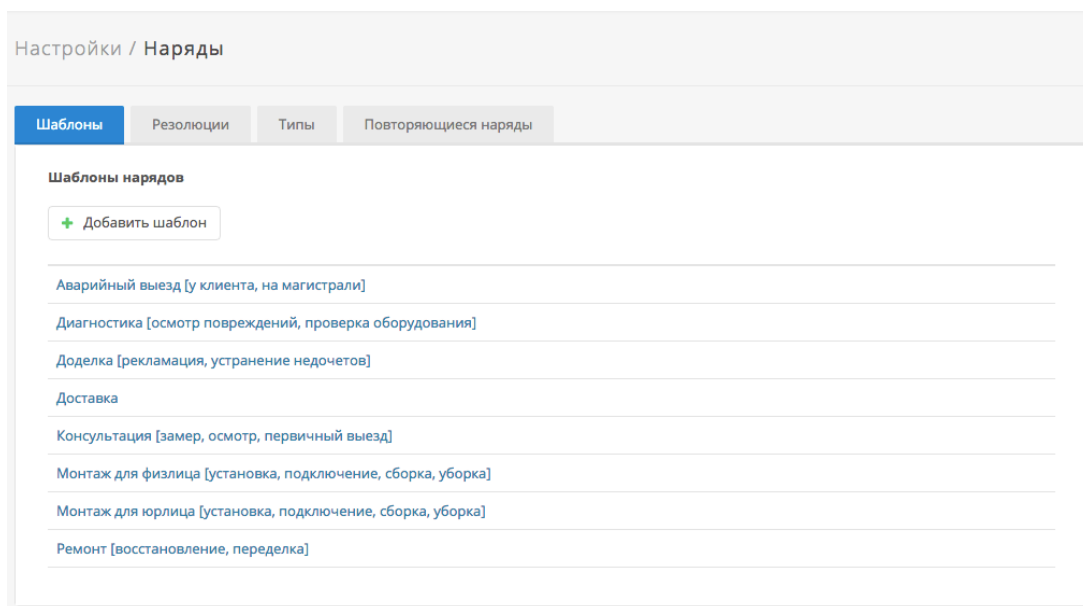 Настройки / Наряды
Шаблоны Резолюции Типы Повторяющиеся наряды
Шаблоны нарядов
+ Добавить шаблон
Аварийный выезд [у клиента, на магистрали]
Диагностика [осмотр повреждений, проверка оборудования]
Доделка [рекламация, устранение недочетов]
Доставка
Консультация [замер, осмотр, первичный выезд]
Монтаж для физлица [установка, подключение, сборка, уборка]
Монтаж для юрлица [установка, подключение, сборка, уборка]
Ремонт [восстановление, переделка]